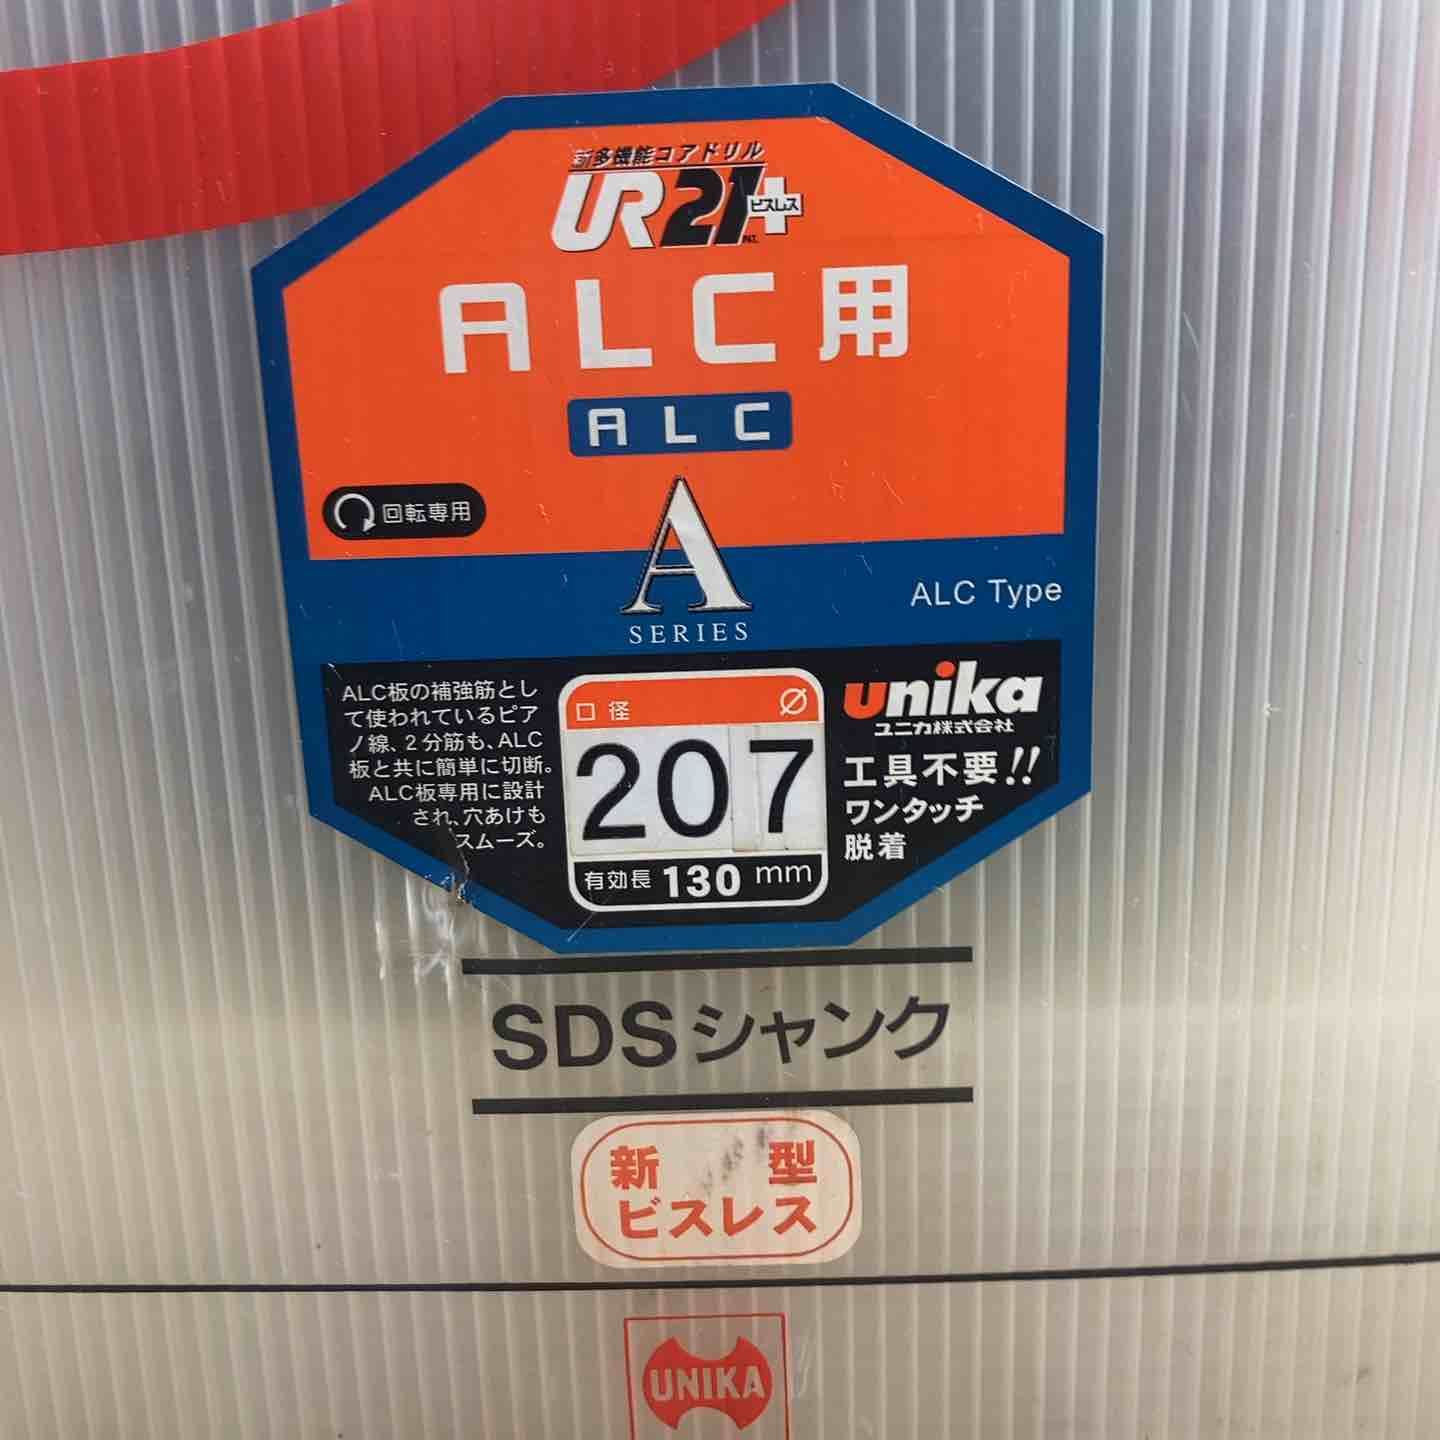 新多機能コアドリル
UR21+
ビスレス
INT.
ALC用
ALC
回転専用
A
SERIES
ALC Type
ALC板の補強筋とし
て使われているピア
ノ線、2分筋も、ALC
板と共に簡単に切断。
ALC板専用に設計
され、穴あけも
スムーズ。
口径 Ø
207
有効長 130 mm
unika
ユニカ株式会社
工具不要!!
ワンタッチ
脱着
SDSシャンク
新型
ビスレス
UNIKA